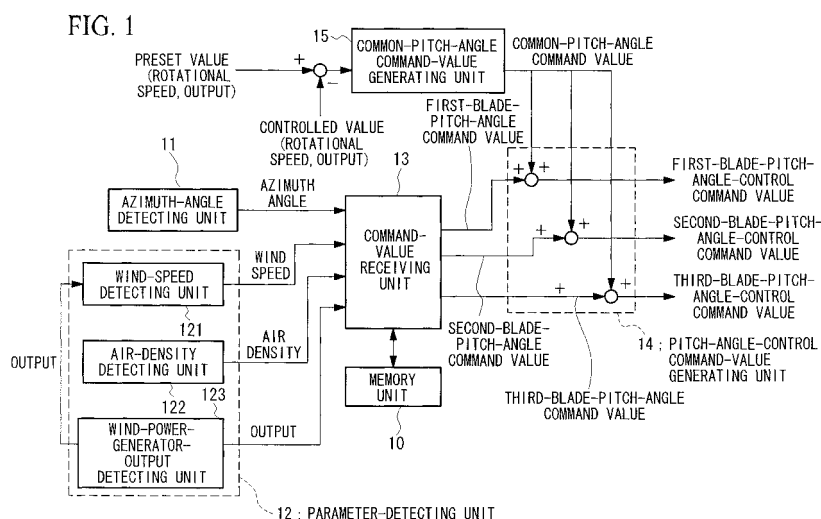 FIG. 1
15
COMMON-PITCH-ANGLE
COMMAND-VALUE
GENERATING UNIT
COMMON-PITCH-ANGLE
COMMAND VALUE
PRESET VALUE
(ROTATIONAL
SPEED, OUTPUT)
+
−
CONTROLLED VALUE
(ROTATIONAL
SPEED, OUTPUT)
FIRST-BLADE-
PITCH-ANGLE
COMMAND VALUE
11
AZIMUTH-ANGLE
DETECTING UNIT
AZIMUTH
ANGLE
13
COMMAND-
VALUE
RECEIVING
UNIT
+
+
FIRST-BLADE-PITCH-
ANGLE-CONTROL
COMMAND VALUE
+
+
SECOND-BLADE-PITCH-
ANGLE-CONTROL
COMMAND VALUE
+
+
THIRD-BLADE-PITCH-
ANGLE-CONTROL
COMMAND VALUE
WIND-SPEED
DETECTING UNIT
121
WIND
SPEED
AIR-DENSITY
DETECTING UNIT
122
AIR
DENSITY
OUTPUT
123
WIND-POWER-
GENERATOR-
OUTPUT
DETECTING UNIT
OUTPUT
SECOND-BLADE-
PITCH-ANGLE
COMMAND VALUE
14 ; PITCH-ANGLE-CONTROL
COMMAND-VALUE
GENERATING UNIT
MEMORY
UNIT
10
THIRD-BLADE-PITCH-ANGLE
COMMAND VALUE
12 ; PARAMETER-DETECTING UNIT